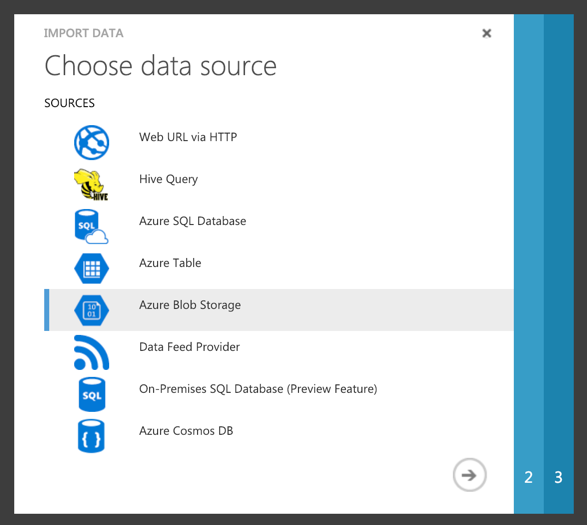 IMPORT DATA
Choose data source
SOURCES
Web URL via HTTP
HIVE
Hive Query
SQL
Azure SQL Database
Azure Table
10
01
Azure Blob Storage
Data Feed Provider
SQL
On-Premises SQL Database (Preview Feature)
{ }
Azure Cosmos DB
2 3